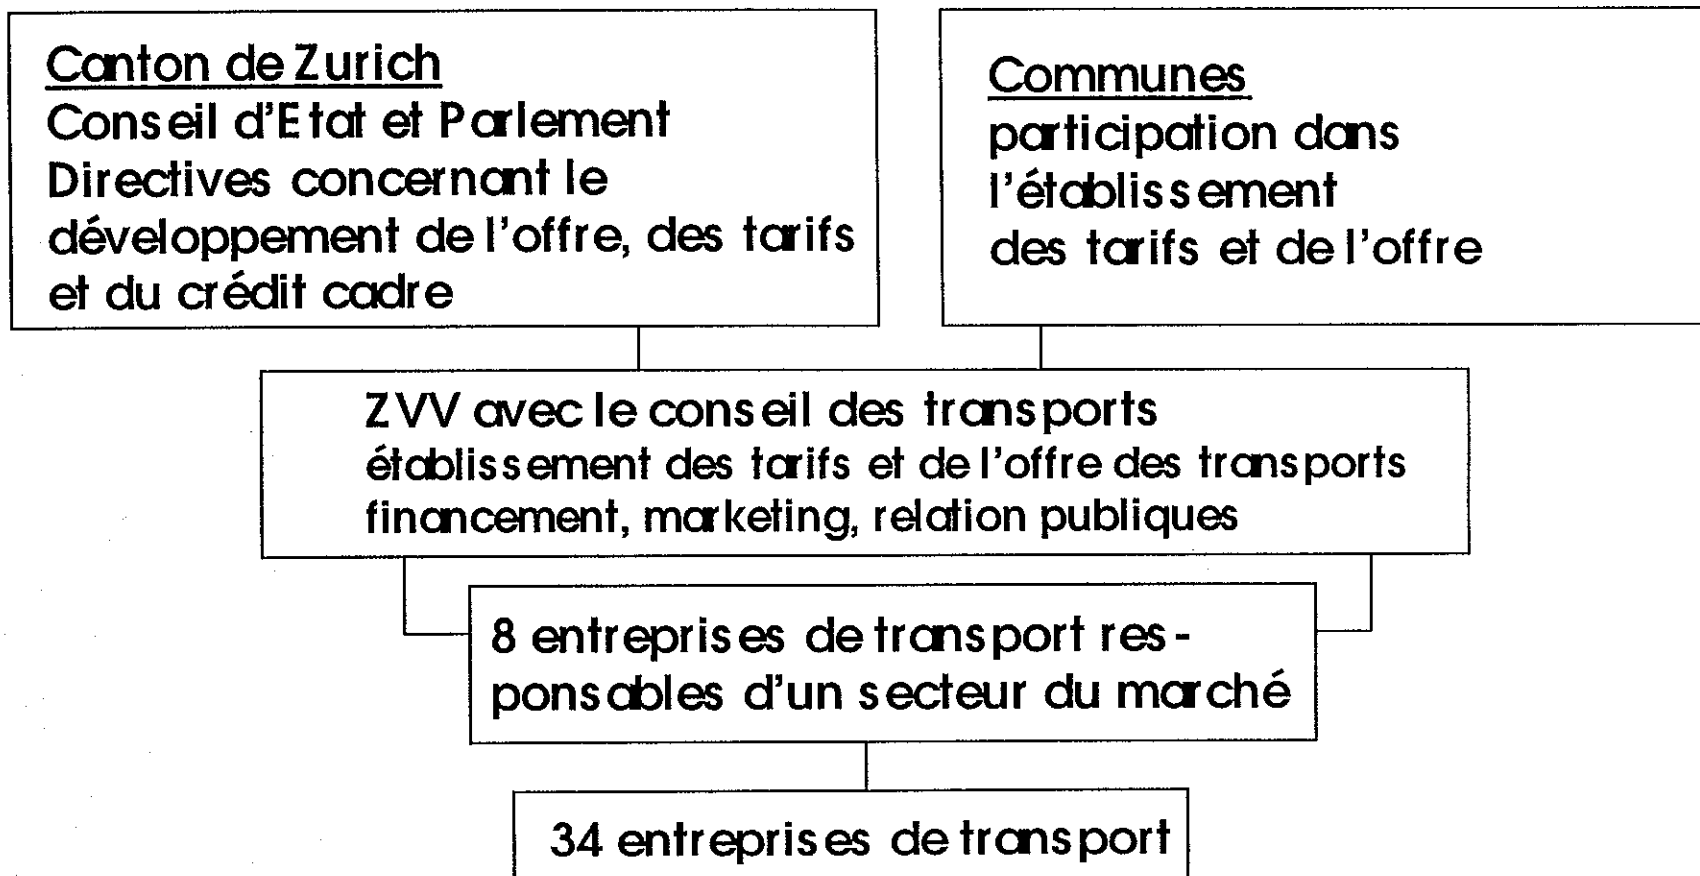 Canton de Zurich
Conseil d'Etat et Parlement
Directives concernant le
développement de l'offre, des tarifs
et du crédit cadre
Communes
participation dans
l'établissement
des tarifs et de l'offre
ZVV avec le conseil des transports
établissement des tarifs et de l'offre des transports
financement, marketing, relation publiques
8 entreprises de transport res-
ponsables d'un secteur du marché
34 entreprises de transport